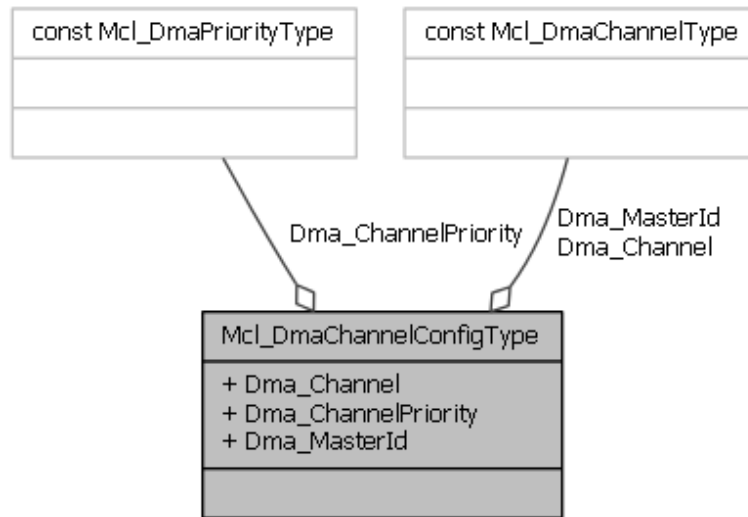 const Mcl_DmaPriorityType
const Mcl_DmaChannelType
Dma_ChannelPriority
Dma_MasterId
Dma_Channel
Mcl_DmaChannelConfigType
+ Dma_Channel
+ Dma_ChannelPriority
+ Dma_MasterId